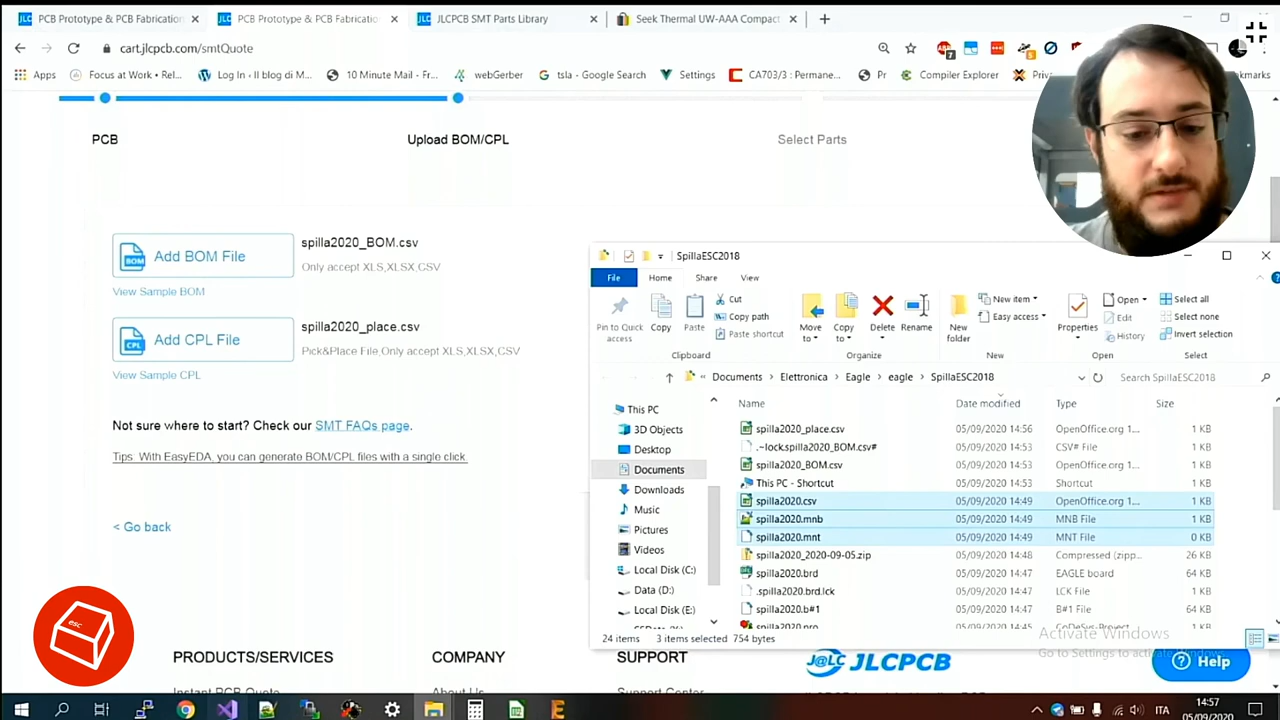 PCB Prototype & PCB Fabricatio
PCB Prototype & PCB Fabricatio
JLCPCB SMT Parts Library
Seek Thermal UW-AAA Compact
cart.jlcpcb.com/smtQuote
Apps
Focus at Work • Rel...
Log In ‹ Il blog di M...
10 Minute Mail - Fr...
webGerber
tsla - Google Search
Settings
CA703/3 : Permane...
Pr
Compiler Explorer
PCB
Upload BOM/CPL
Select Parts
Add BOM File
BOM
spilla2020_BOM.csv
Only accept XLS,XLSX,CSV
View Sample BOM
Add CPL File
CPL
spilla2020_place.csv
Pick&Place File,Only accept XLS,XLSX,CSV
View Sample CPL
Not sure where to start? Check our SMT FAQs page.
Tips: With EasyEDA, you can generate BOM/CPL files with a single click
< Go back
SpillaESC2018
File
Home
Share
View
Pin to Quick access
Copy
Paste
Cut
Copy path
Paste shortcut
Move to
Copy to
Delete
Rename
New folder
New item
Easy access
Properties
Open
Edit
History
Select all
Select none
Invert selection
Clipboard
Organize
New
Open
Select
« Documents
Elettronica
Eagle
eagle
SpillaESC2018
Search SpillaESC2018
This PC
3D Objects
Desktop
Documents
Downloads
Music
Pictures
Videos
Local Disk (C:)
Data (D:)
Local Disk (E:)
Name
Date modified
Type
Size
spilla2020_place.csv 05/09/2020 14:56 OpenOffice.org 1... 1 KB
.~lock.spilla2020_BOM.csv# 05/09/2020 14:53 CSV# File 1 KB
spilla2020_BOM.csv 05/09/2020 14:53 OpenOffice.org 1... 1 KB
This PC - Shortcut 05/09/2020 14:53 Shortcut 1 KB
spilla2020.csv 05/09/2020 14:49 OpenOffice.org 1... 1 KB
spilla2020.mnb 05/09/2020 14:49 MNB File 1 KB
spilla2020.mnt 05/09/2020 14:49 MNT File 0 KB
spilla2020_2020-09-05.zip 05/09/2020 14:48 Compressed (zipp... 26 KB
spilla2020.brd 05/09/2020 14:47 EAGLE board 64 KB
.spilla2020.brd.lck 05/09/2020 14:47 LCK File 1 KB
spilla2020.b#1 05/09/2020 14:47 B#1 File 64 KB
24 items
3 items selected 754 bytes
Activate Windows
Go to Settings to activate Windows.
esc
PRODUCTS/SERVICES
COMPANY
SUPPORT
J@LC JLCPCB
Help
Instant PCB Quote
About Us
Support Center
ITA
14:57
05/09/2020